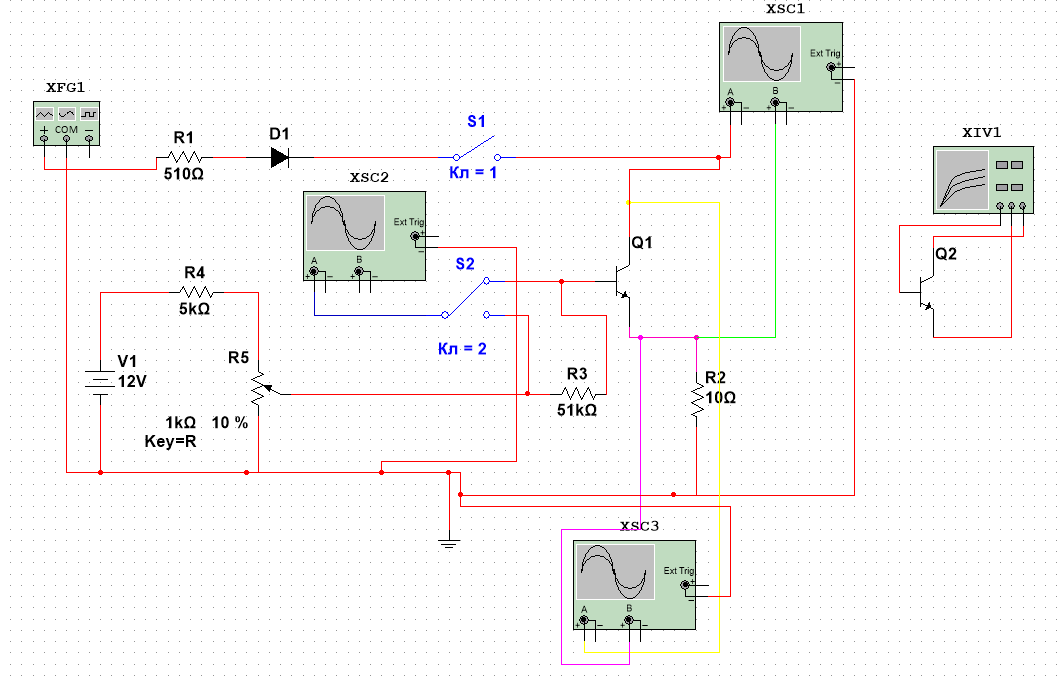 XSC1
Ext Trig
+
−
A
B
+ − + −
XFG1
+ COM −
R1
510Ω
D1
S1
Кл = 1
XIV1
XSC2
Ext Trig
+
−
A
B
+ − + −
S2
Кл = 2
Q1
Q2
R4
5kΩ
V1
12V
R5
1kΩ 10 %
Key=R
R3
51kΩ
R2
10Ω
XSC3
Ext Trig
+
−
A
B
+ − + −